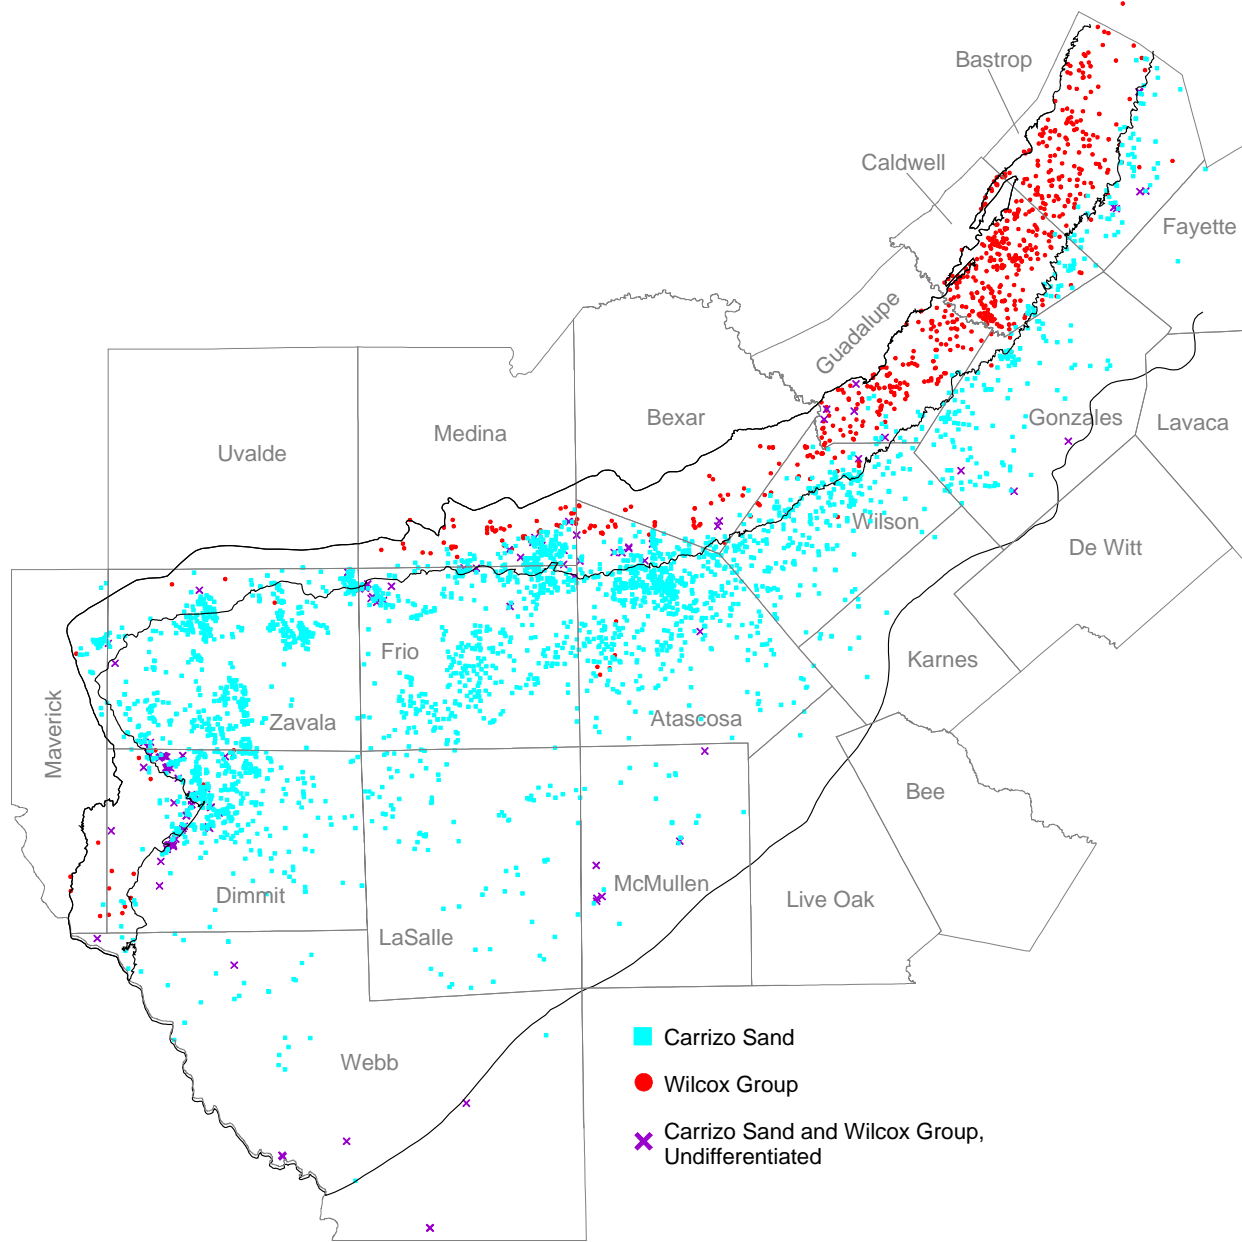 Bastrop
Caldwell
Fayette
Guadalupe
Bexar
Medina
Uvalde
Gonzales
Lavaca
Wilson
De Witt
Karnes
Frio
Atascosa
Zavala
Maverick
Bee
McMullen
Live Oak
Dimmit
LaSalle
Webb
Carrizo Sand
Wilcox Group
Carrizo Sand and Wilcox Group,
Undifferentiated